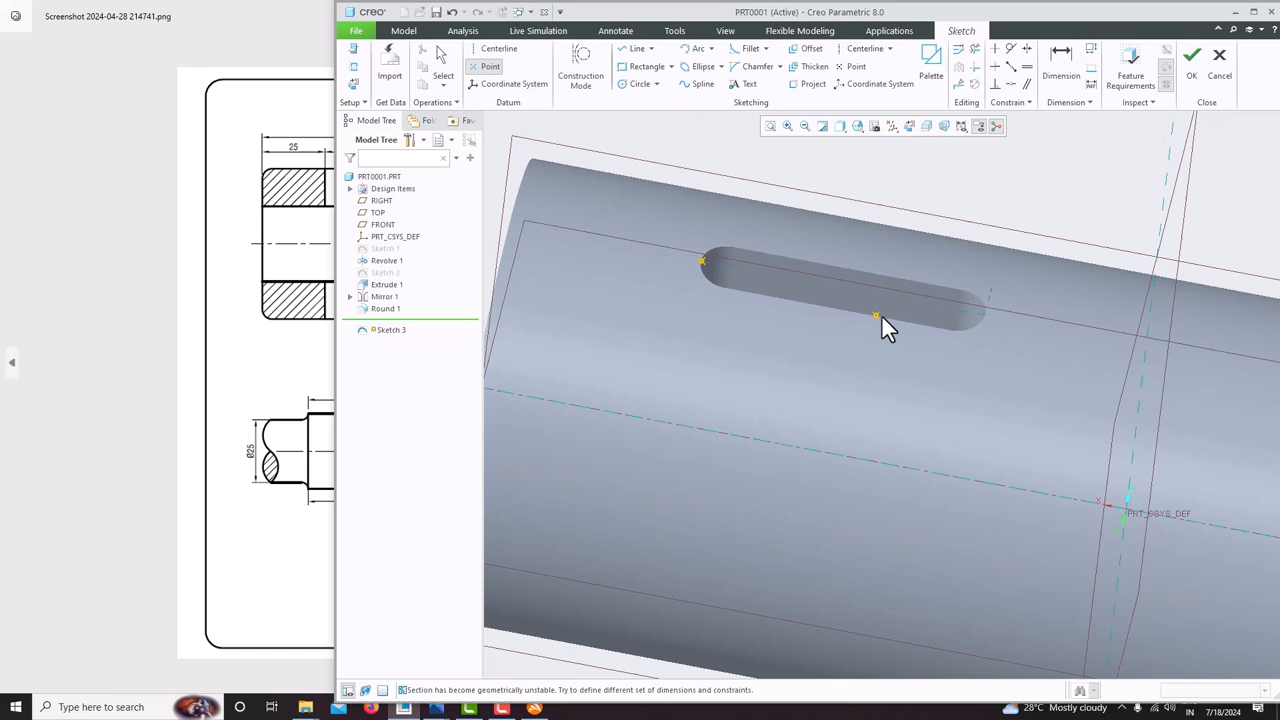 Screenshot 2024-04-28 214741.png
creo
PRT0001 (Active) - Creo Parametric 8.0
File Model Analysis Live Simulation Annotate Tools View Flexible Modeling Applications Sketch
Centerline Line Arc Fillet Offset Centerline
Import Select Point Construction Mode Rectangle Ellipse Chamfer Thicken Point Palette Dimension Feature Requirements OK Cancel
Coordinate System Circle Spline Text Project Coordinate System
Setup Get Data Operations Datum Sketching Editing Constrain Dimension Inspect Close
Model Tree Fol Fav
Model Tree
PRT0001.PRT
Design Items
RIGHT
TOP
FRONT
PRT_CSYS_DEF
Sketch 1
Revolve 1
Sketch 2
Extrude 1
Mirror 1
Round 1
Sketch 3
25
Ø25
X
PRT_CSYS_DEF
Section has become geometrically unstable. Try to define different set of dimensions and constraints.
Type here to search
28°C Mostly cloudy
IN
7/18/2024